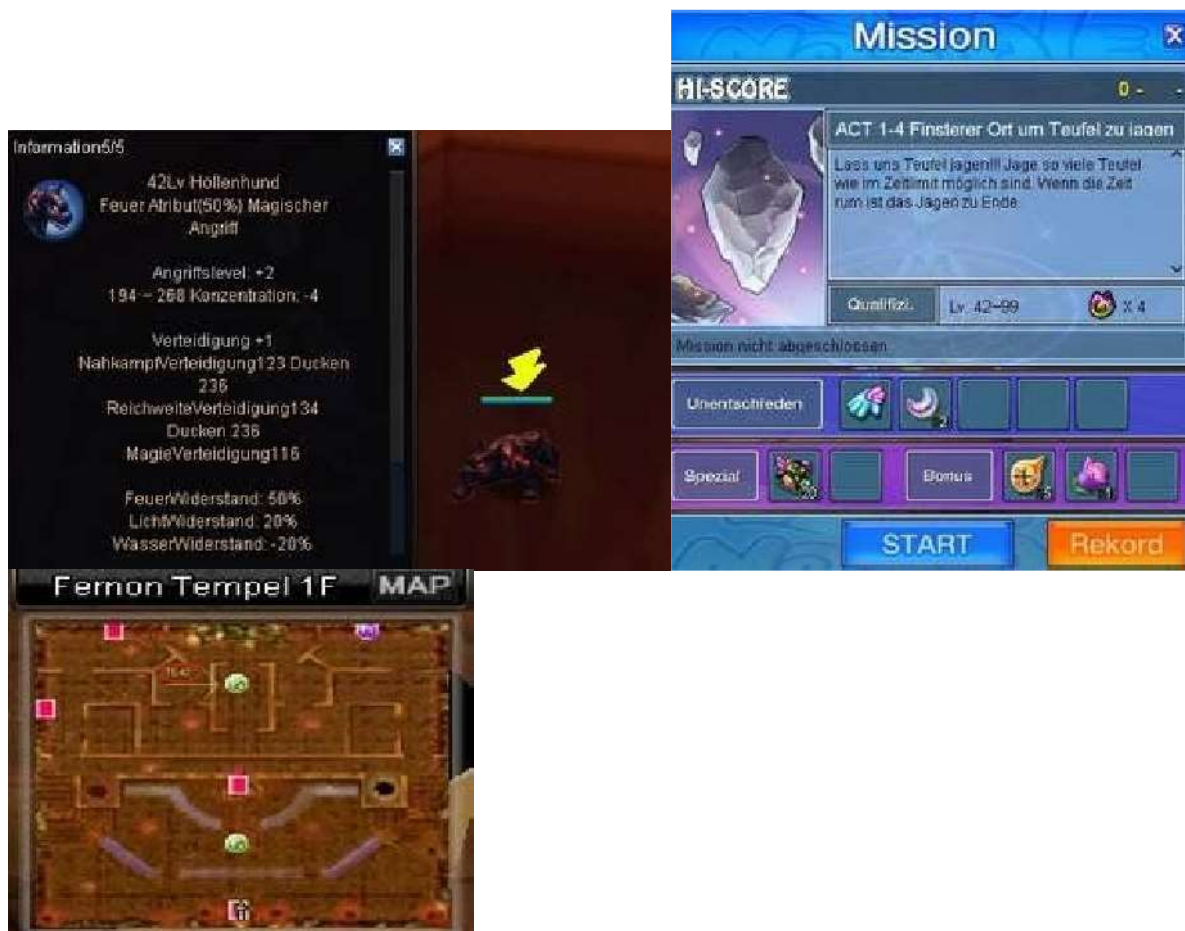 Information5/5
42Lv Höllenhund
Feuer Atribut(50%) Magischer
Angriff
Angriffslevel: +2
194 ~ 268 Konzentration: -4
Verteidigung +1
NahkampfVerteidigung123 Ducken
236
ReichweiteVerteidigung134
Ducken 236
MagieVerteidigung116
FeuerWiderstand: 50%
LichtWiderstand: 20%
WasserWiderstand: -20%
Mission
HI-SCORE
0 - -
ACT 1-4 Finsterer Ort um Teufel zu jagen
Lass uns Teufel jagen!!! Jage so viele Teufel
wie im Zeitlimit möglich sind. Wenn die Zeit
rum ist das Jagen zu Ende.
Qualifizi.
Lv. 42~99
X 4
Mission nicht abgeschlossen
Unentschieden
2
Spezial
20
Bonus
START
Rekord
Fernon Tempel 1F
MAP